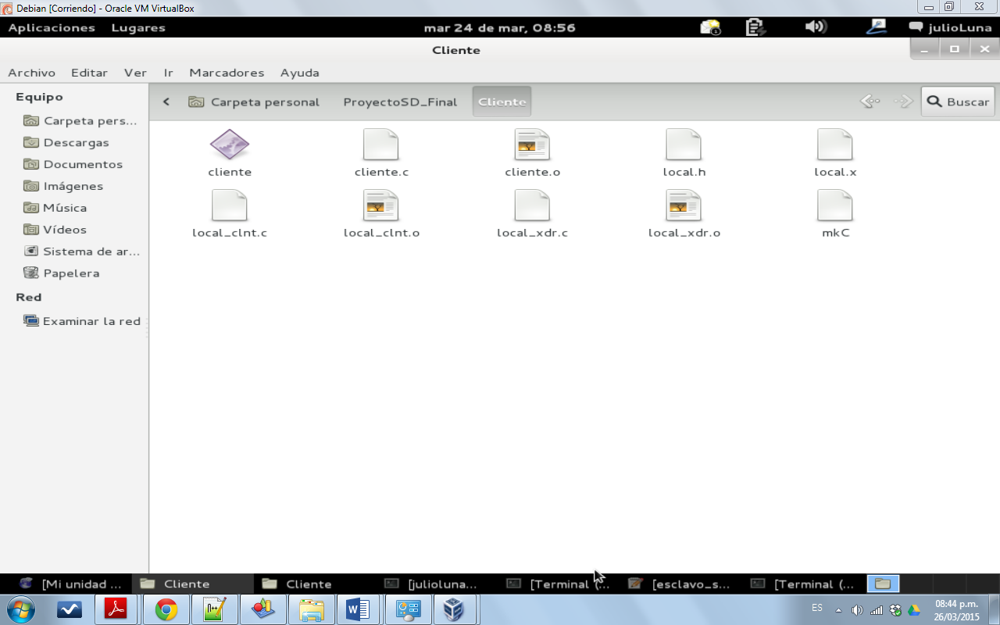 Debian [Corriendo] - Oracle VM VirtualBox
Aplicaciones Lugares mar 24 de mar, 08:56 julioLuna
Cliente
Archivo Editar Ver Ir Marcadores Ayuda
Equipo
Carpeta pers...
Descargas
Documentos
Imágenes
Música
Vídeos
Sistema de ar...
Papelera
Red
Examinar la red
Carpeta personal ProyectoSD_Final Cliente Buscar
cliente cliente.c cliente.o local.h local.x
local_clnt.c local_clnt.o local_xdr.c local_xdr.o mkC
[Mi unidad ... Cliente Cliente [julioluna... [Terminal (... [esclavo_s... [Terminal (...
ES 08:44 p.m.
26/03/2015